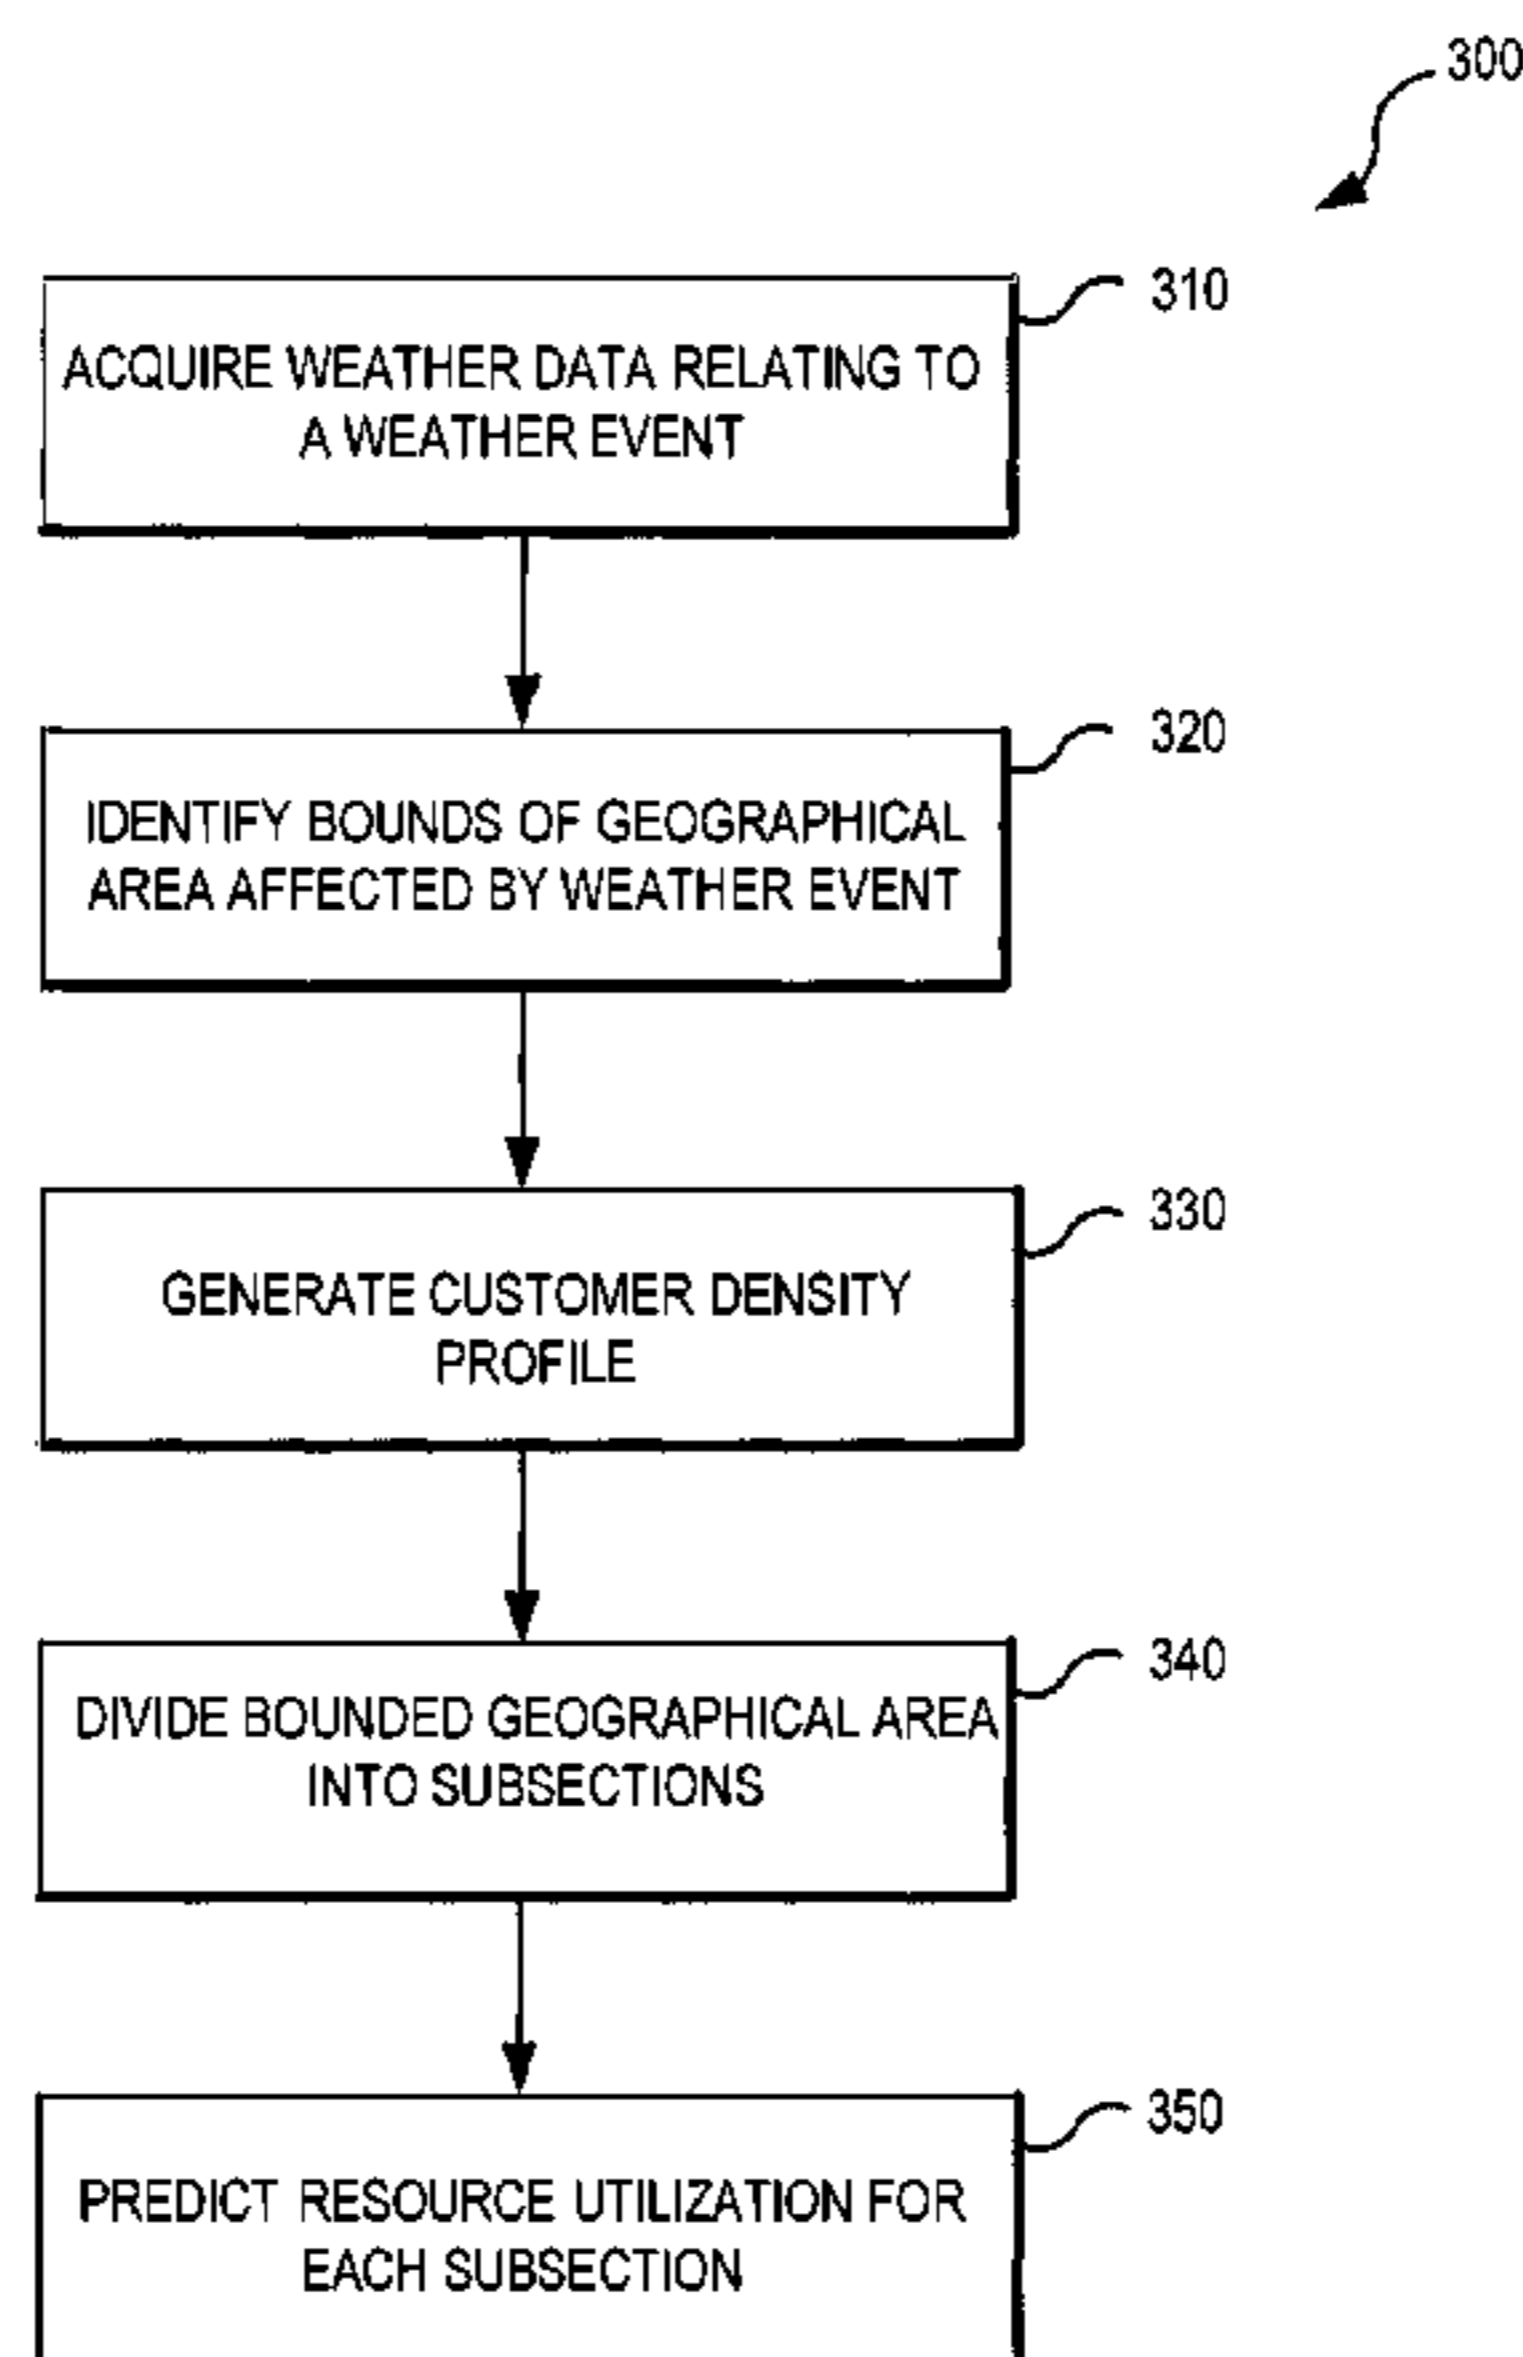 300
310
ACQUIRE WEATHER DATA RELATING TO
A WEATHER EVENT
320
IDENTIFY BOUNDS OF GEOGRAPHICAL
AREA AFFECTED BY WEATHER EVENT
330
GENERATE CUSTOMER DENSITY
PROFILE
340
DIVIDE BOUNDED GEOGRAPHICAL AREA
INTO SUBSECTIONS
350
PREDICT RESOURCE UTILIZATION FOR
EACH SUBSECTION